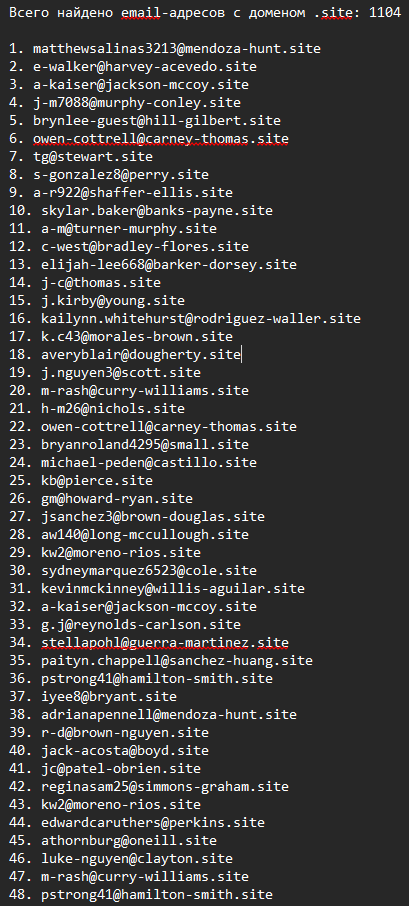 Всего найдено email-адресов с доменом .site: 1104
1. matthewsalinas3213@mendoza-hunt.site
2. e-walker@harvey-acevedo.site
3. a-kaiser@jackson-mccoy.site
4. j-m7088@murphy-conley.site
5. brynlee-guest@hill-gilbert.site
6. owen-cottrell@carney-thomas.site
7. tg@stewart.site
8. s-gonzalez8@perry.site
9. a-r922@shaffer-ellis.site
10. skylar.baker@banks-payne.site
11. a-m@turner-murphy.site
12. c-west@bradley-flores.site
13. elijah-lee668@barker-dorsey.site
14. j-c@thomas.site
15. j.kirby@young.site
16. kailynn.whitehurst@rodriguez-waller.site
17. k.c43@morales-brown.site
18. averyblair@dougherty.site
19. j.nguyen3@scott.site
20. m-rash@curry-williams.site
21. h-m26@nichols.site
22. owen-cottrell@carney-thomas.site
23. bryanroland4295@small.site
24. michael-peden@castillo.site
25. kb@pierce.site
26. gm@howard-ryan.site
27. jsanchez3@brown-douglas.site
28. aw140@long-mccullough.site
29. kw2@moreno-rios.site
30. sydneymarquez6523@cole.site
31. kevinmckinney@willis-aguilar.site
32. a-kaiser@jackson-mccoy.site
33. g.j@reynolds-carlson.site
34. stellapohl@guerra-martinez.site
35. paityn.chappell@sanchez-huang.site
36. pstrong41@hamilton-smith.site
37. iyee8@bryant.site
38. adrianapennell@mendoza-hunt.site
39. r-d@brown-nguyen.site
40. jack-acosta@boyd.site
41. jc@patel-obrien.site
42. reginasam25@simmons-graham.site
43. kw2@moreno-rios.site
44. edwardcaruthers@perkins.site
45. athornburg@oneill.site
46. luke-nguyen@clayton.site
47. m-rash@curry-williams.site
48. pstrong41@hamilton-smith.site